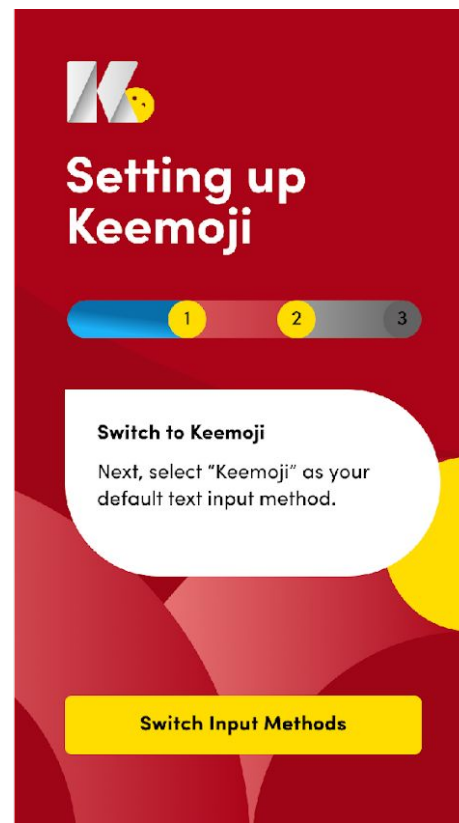 K
Setting up
Keemoji
1 2 3
Switch to Keemoji
Next, select “Keemoji” as your
default text input method.
Switch Input Methods